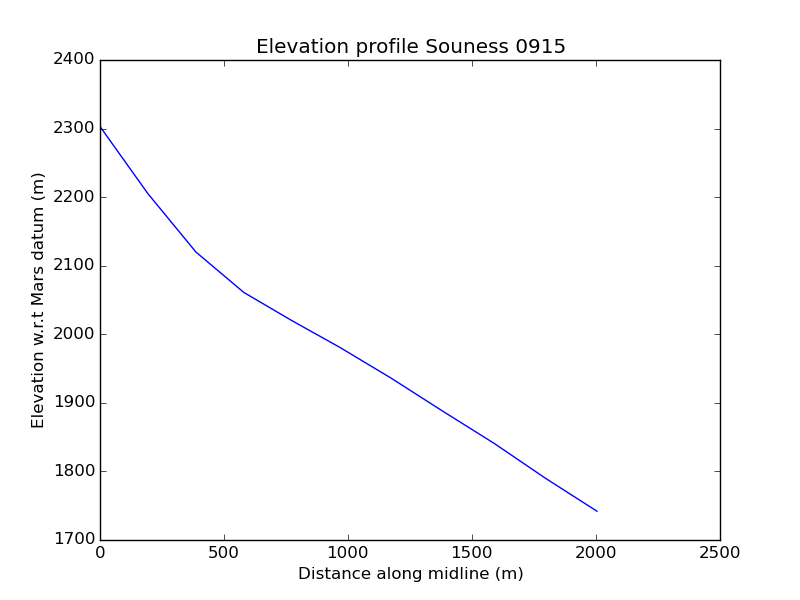 Elevation profile Souness 0915
2400
2300
2200
2100
2000
1900
1800
1700
Elevation w.r.t Mars datum (m)
0 500 1000 1500 2000 2500
Distance along midline (m)